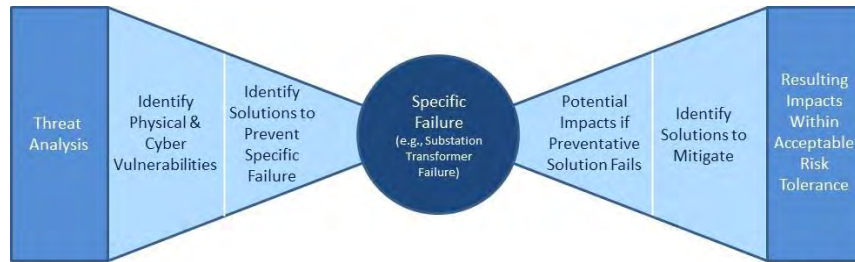 Threat
Analysis
Identify
Physical &
Cyber
Vulnerabilities
Identify
Solutions to
Prevent
Specific
Failure
Specific
Failure
(e.g., Substation
Transformer
Failure)
Potential
Impacts if
Preventative
Solution Fails
Identify
Solutions to
Mitigate
Resulting
Impacts
Within
Acceptable
Risk
Tolerance